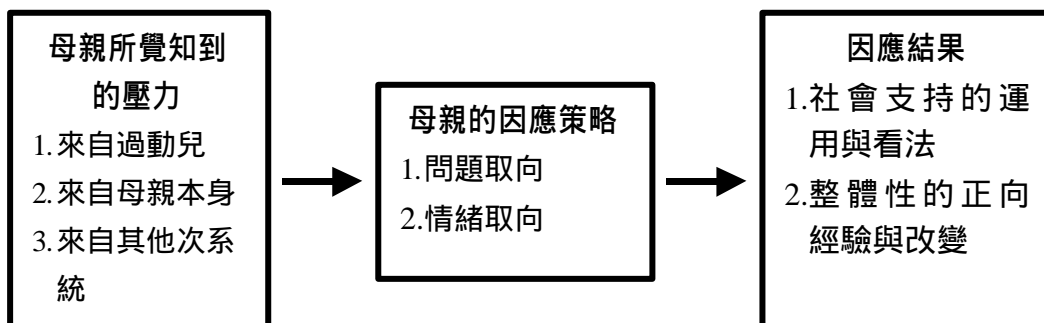 母親所覺知到
的壓力
1.來自過動兒
2.來自母親本身
3.來自其他次系
統
母親的因應策略
1.問題取向
2.情緒取向
因應結果
1.社會支持的運
用與看法
2.整體性的正向
經驗與改變